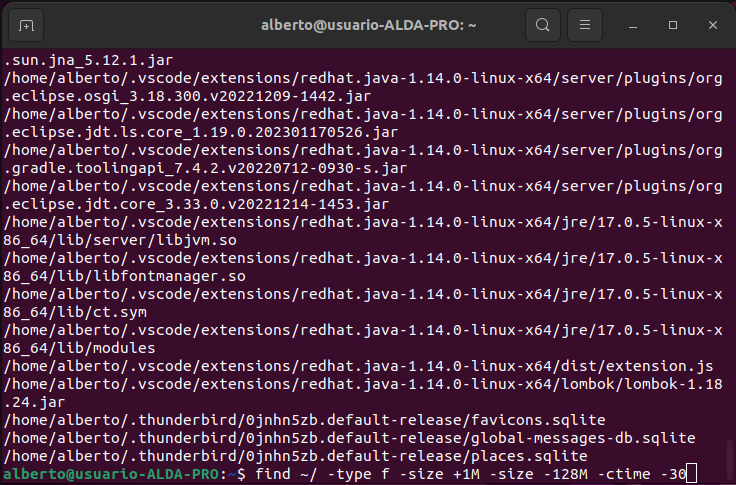 alberto@usuario-ALDA-PRO: ~
.sun.jna_5.12.1.jar
/home/alberto/.vscode/extensions/redhat.java-1.14.0-linux-x64/server/plugins/org
.eclipse.osgi_3.18.300.v20221209-1442.jar
/home/alberto/.vscode/extensions/redhat.java-1.14.0-linux-x64/server/plugins/org
.eclipse.jdt.ls.core_1.19.0.202301170526.jar
/home/alberto/.vscode/extensions/redhat.java-1.14.0-linux-x64/server/plugins/org
.gradle.toolingapi_7.4.2.v20220712-0930-s.jar
/home/alberto/.vscode/extensions/redhat.java-1.14.0-linux-x64/server/plugins/org
.eclipse.jdt.core_3.33.0.v20221214-1453.jar
/home/alberto/.vscode/extensions/redhat.java-1.14.0-linux-x64/jre/17.0.5-linux-x
86_64/lib/server/libjvm.so
/home/alberto/.vscode/extensions/redhat.java-1.14.0-linux-x64/jre/17.0.5-linux-x
86_64/lib/libfontmanager.so
/home/alberto/.vscode/extensions/redhat.java-1.14.0-linux-x64/jre/17.0.5-linux-x
86_64/lib/ct.sym
/home/alberto/.vscode/extensions/redhat.java-1.14.0-linux-x64/jre/17.0.5-linux-x
86_64/lib/modules
/home/alberto/.vscode/extensions/redhat.java-1.14.0-linux-x64/dist/extension.js
/home/alberto/.vscode/extensions/redhat.java-1.14.0-linux-x64/lombok/lombok-1.18
.24.jar
/home/alberto/.thunderbird/0jnhn5zb.default-release/favicons.sqlite
/home/alberto/.thunderbird/0jnhn5zb.default-release/global-messages-db.sqlite
/home/alberto/.thunderbird/0jnhn5zb.default-release/places.sqlite
alberto@usuario-ALDA-PRO:~$ find ~/ -type f -size +1M -size -128M -ctime -30